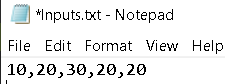 *Inputs.txt - Notepad
File Edit Format View Help
10,20,30,20,20